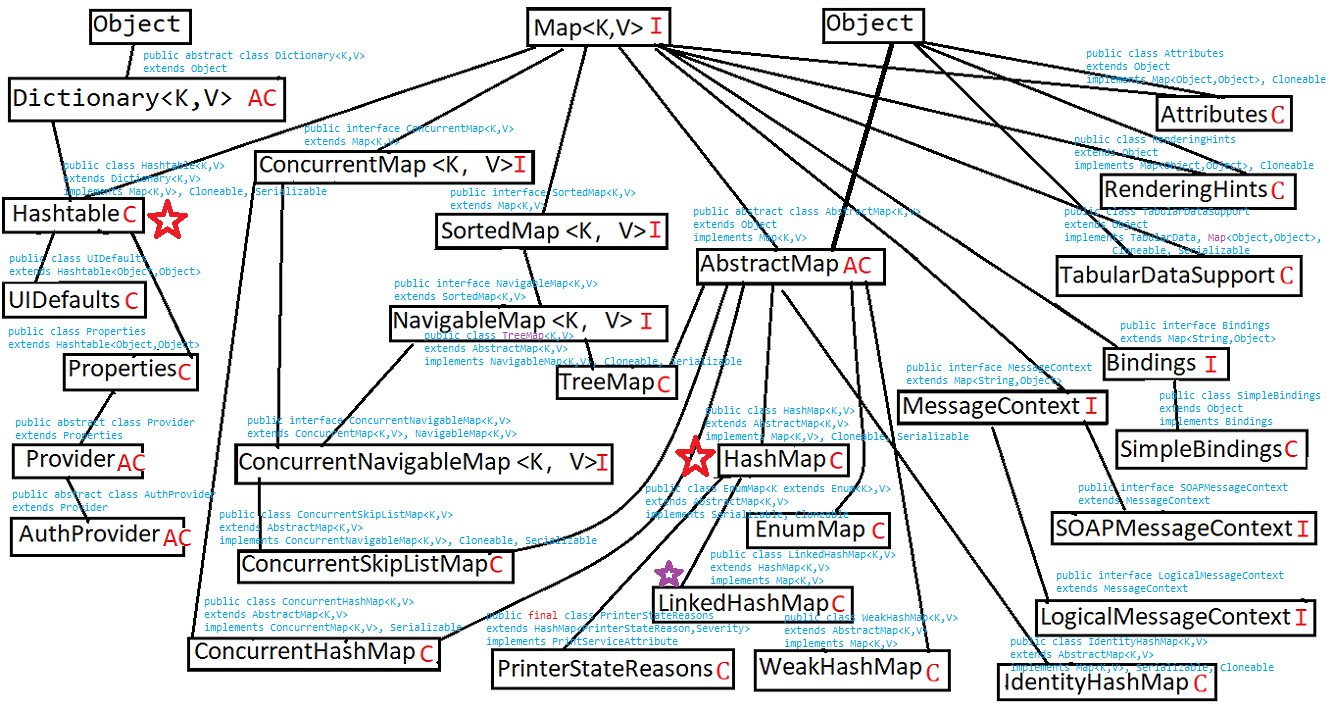 Object
Map<K,V> I
Object
public abstract class Dictionary<K,V>
extends Object
Dictionary<K,V> AC
public class Attributes
extends Object
implements Map<Object,Object>, Cloneable
Attributes C
public interface ConcurrentMap<K,V>
extends Map<K,V>
ConcurrentMap <K, V> I
public class RenderingHints
extends Object
implements Map<Object,Object>, Cloneable
RenderingHints C
public class Hashtable<K,V>
extends Dictionary<K,V>
implements Map<K,V>, Cloneable, Serializable
Hashtable C
public interface SortedMap<K,V>
extends Map<K,V>
SortedMap <K, V> I
public abstract class AbstractMap<K,V>
extends Object
implements Map<K,V>
AbstractMap AC
public class TabularDataSupport
extends Object
implements TabularData, Map<Object,Object>,
Cloneable, Serializable
TabularDataSupport C
public class UIDefaults
extends Hashtable<Object,Object>
UIDefaults C
public interface NavigableMap<K,V>
extends SortedMap<K,V>
NavigableMap <K, V> I
public class TreeMap<K,V>
extends AbstractMap<K,V>
implements NavigableMap<K,V>, Cloneable, Serializable
TreeMap C
public interface Bindings
extends Map<String,Object>
Bindings I
public class Properties
extends Hashtable<Object,Object>
Properties C
public interface MessageContext
extends Map<String,Object>
MessageContext I
public class SimpleBindings
extends Object
implements Bindings
SimpleBindings C
public abstract class Provider
extends Properties
Provider AC
public interface ConcurrentNavigableMap<K,V>
extends ConcurrentMap<K,V>, NavigableMap<K,V>
ConcurrentNavigableMap <K, V> I
public class HashMap<K,V>
extends AbstractMap<K,V>
implements Map<K,V>, Cloneable, Serializable
HashMap C
public abstract class AuthProvider
extends Provider
AuthProvider AC
public class EnumMap<K extends Enum<K>,V>
extends AbstractMap<K,V>
implements Serializable, Cloneable
EnumMap C
public interface SOAPMessageContext
extends MessageContext
SOAPMessageContext I
public class ConcurrentSkipListMap<K,V>
extends AbstractMap<K,V>
implements ConcurrentNavigableMap<K,V>, Cloneable, Serializable
ConcurrentSkipListMap C
public class LinkedHashMap<K,V>
extends HashMap<K,V>
implements Map<K,V>
LinkedHashMap C
public interface LogicalMessageContext
extends MessageContext
LogicalMessageContext I
public class ConcurrentHashMap<K,V>
extends AbstractMap<K,V>
implements ConcurrentMap<K,V>, Serializable
ConcurrentHashMap C
public final class PrinterStateReasons
extends HashMap<PrinterStateReason,Severity>
implements PrintServiceAttribute
PrinterStateReasons C
public class WeakHashMap<K,V>
extends AbstractMap<K,V>
implements Map<K,V>
WeakHashMap C
public class IdentityHashMap<K,V>
extends AbstractMap<K,V>
implements Map<K,V>, Serializable, Cloneable
IdentityHashMap C